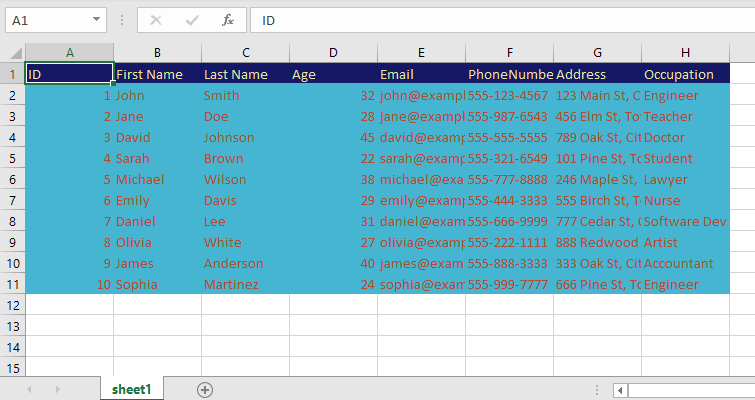 A1 fx ID
A B C D E F G H
1 ID First Name Last Name Age Email PhoneNumbe Address Occupation
2 1 John Smith 32 john@exampl 555-123-4567 123 Main St, C Engineer
3 2 Jane Doe 28 jane@exampl 555-987-6543 456 Elm St, To Teacher
4 3 David Johnson 45 david@examp 555-555-5555 789 Oak St, Cit Doctor
5 4 Sarah Brown 22 sarah@examp 555-321-6549 101 Pine St, To Student
6 5 Michael Wilson 38 michael@exa 555-777-8888 246 Maple St, Lawyer
7 6 Emily Davis 29 emily@examp 555-444-3333 555 Birch St, T Nurse
8 7 Daniel Lee 31 daniel@exam 555-666-9999 777 Cedar St, C Software Dev
9 8 Olivia White 27 olivia@examp 555-222-1111 888 Redwood Artist
10 9 James Anderson 40 james@exam 555-888-3333 333 Oak St, Cit Accountant
11 10 Sophia Martinez 24 sophia@exam 555-999-7777 666 Pine St, To Engineer
12
13
14
15
sheet1